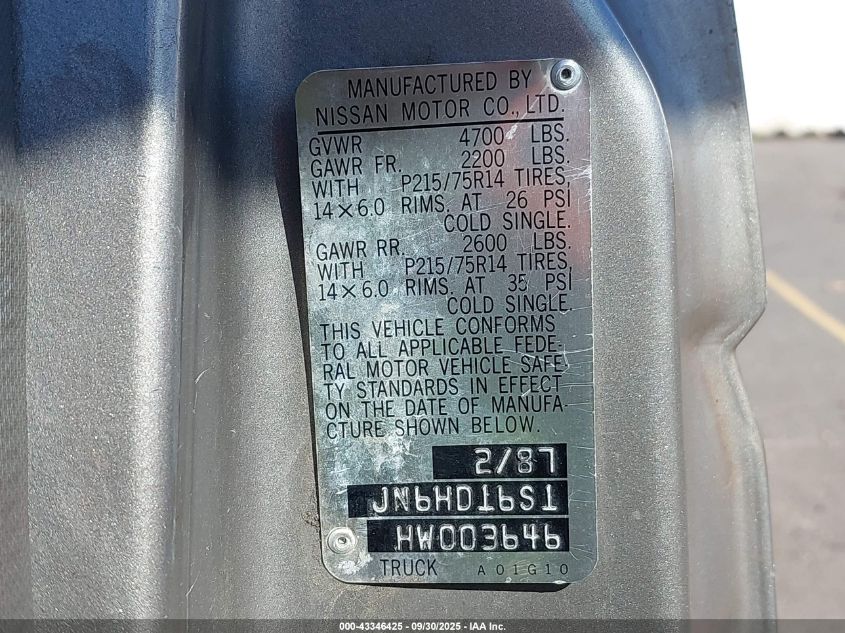 MANUFACTURED BY
NISSAN MOTOR CO., LTD.
GVWR 4700 LBS.
GAWR FR. 2200 LBS.
WITH P215/75R14 TIRES,
14×6.0 RIMS. AT 26 PSI
COLD SINGLE.
GAWR RR. 2600 LBS.
WITH P215/75R14 TIRES,
14×6.0 RIMS. AT 35 PSI
COLD SINGLE.
THIS VEHICLE CONFORMS
TO ALL APPLICABLE FEDE-
RAL MOTOR VEHICLE SAFE-
TY STANDARDS IN EFFECT
ON THE DATE OF MANUFA-
CTURE SHOWN BELOW.
2/87
JN6HD16S1
HW003646
TRUCK A01G10
000-43346425 - 09/30/2025 - IAA Inc.